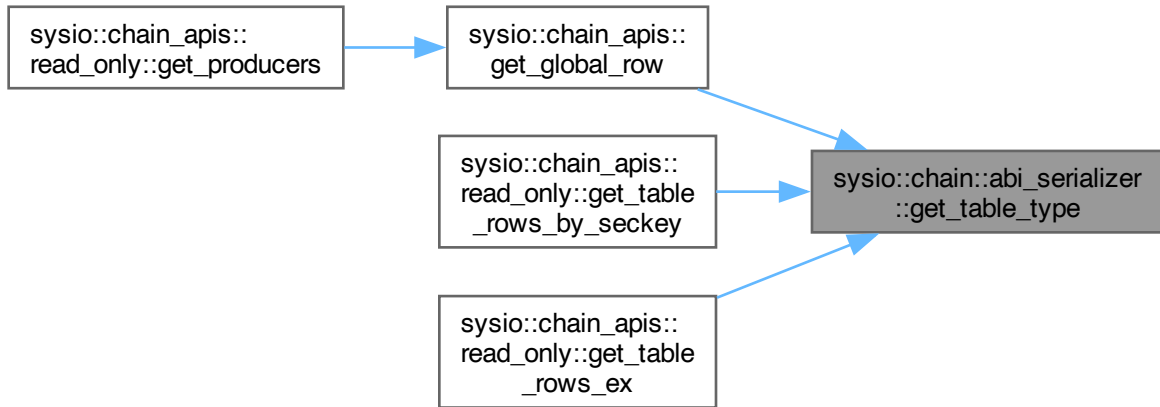 sysio::chain_apis::
read_only::get_producers
sysio::chain_apis::
get_global_row
sysio::chain_apis::
read_only::get_table
_rows_by_seckey
sysio::chain_apis::
read_only::get_table
_rows_ex
sysio::chain::abi_serializer
::get_table_type